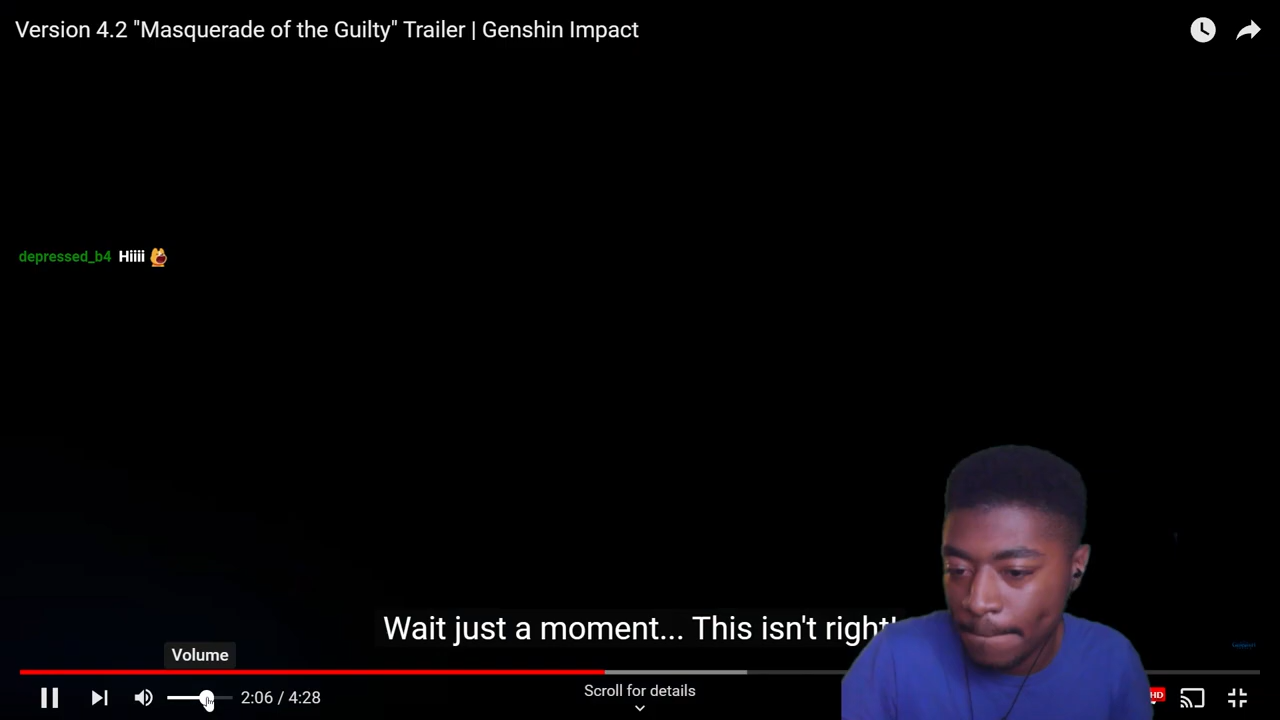 Version 4.2 "Masquerade of the Guilty" Trailer | Genshin Impact
depressed_b4 Hiiii
Wait just a moment... This isn't right!
Volume
2:06 / 4:28
Scroll for details
HD